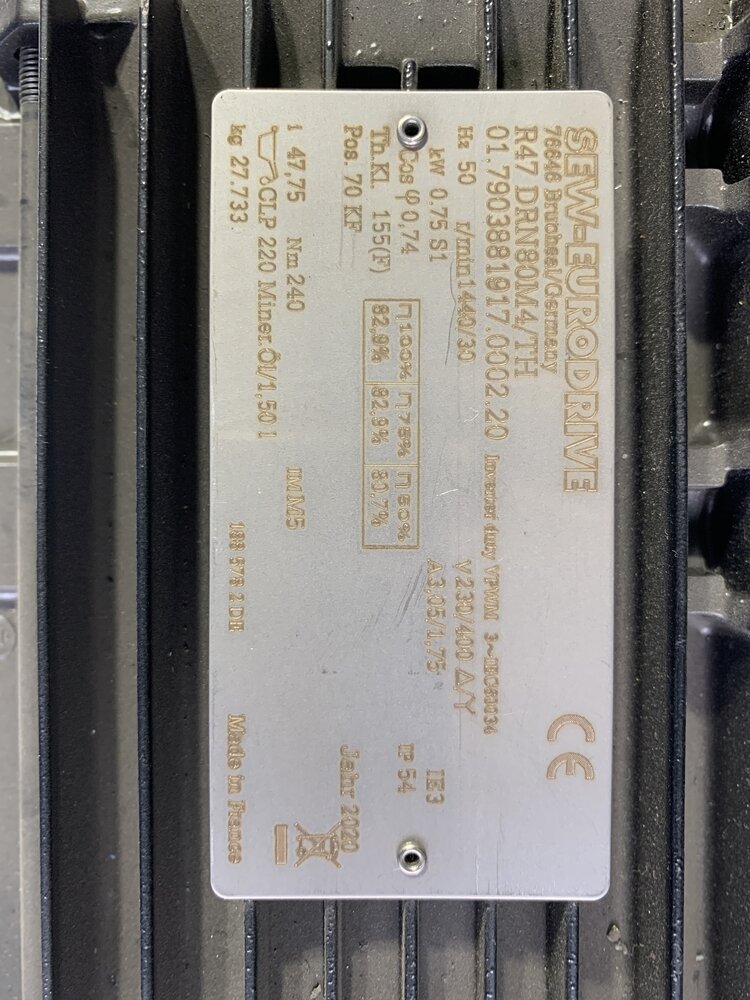 SEW-EURODRIVE
CE
76646 Bruchsal/Germany
R47 DRN80M4/TH
01.7903881917.0002.20 Inverter duty VPWM 3~IEC60034
Hz 50 r/min 1440/30 V 230/400 Δ/Y IE3
kW 0.75 S1 A 3,05/1,75 IP 54
Cos φ 0,74 η100% η75% η50%
Th.Kl. 155(F) 82,9% 82,9% 80,7%
Pos. 70 KF Jahr 2020
i 47,75 Nm 240 IM M5
CLP 220 Miner.Öl/1,50 l
kg 27.733 188 578 2 DE Made in France